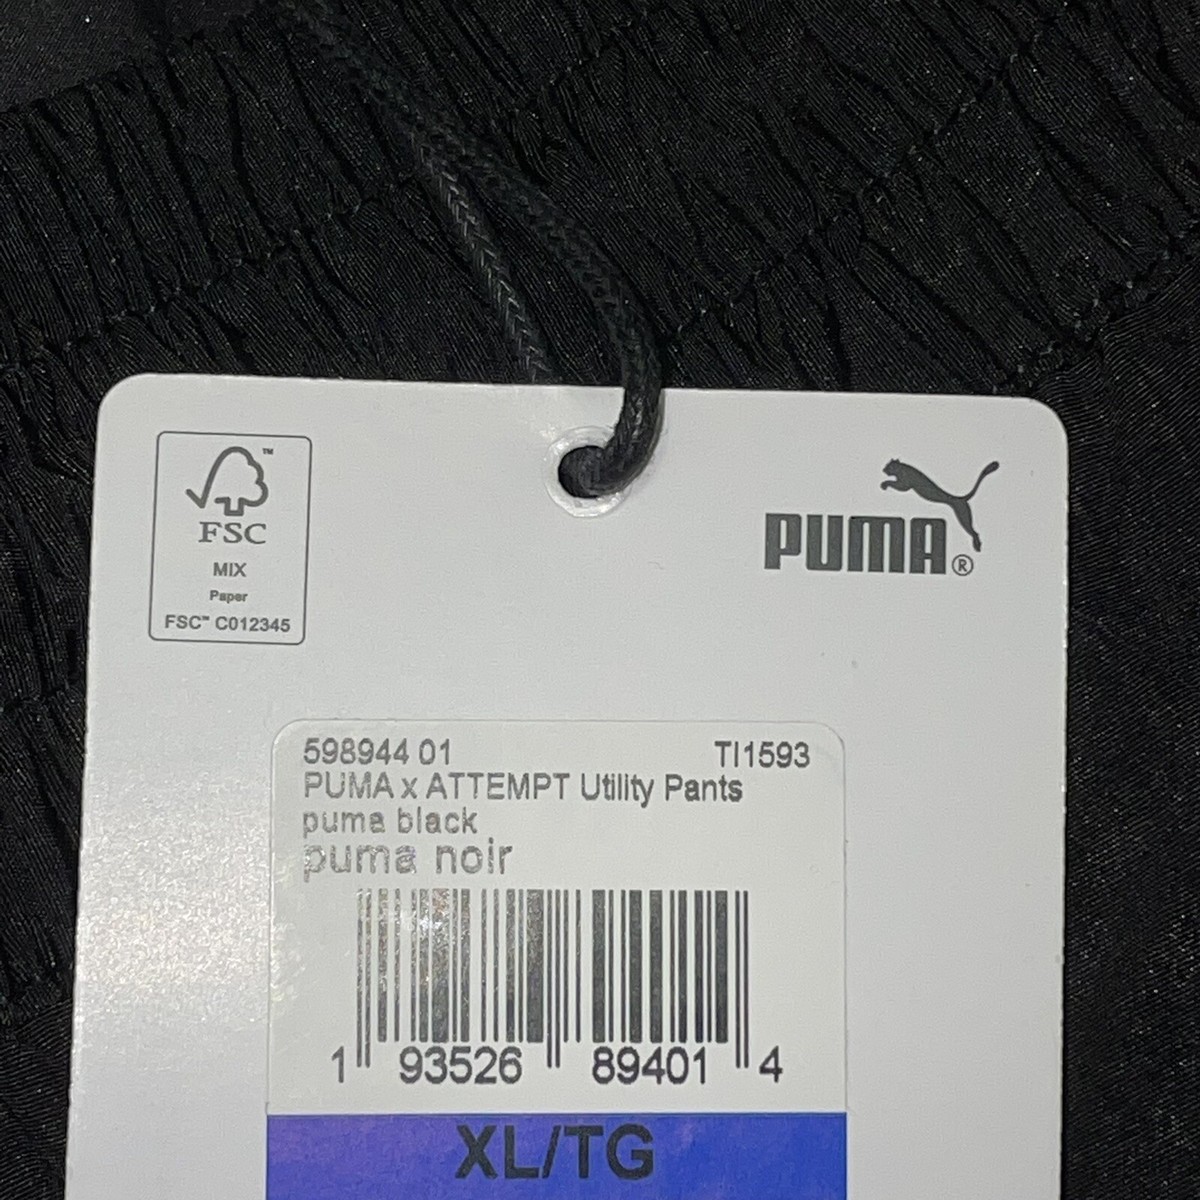 FSC™
MIX
Paper
FSC™ C012345
PUMA®
598944 01 TI1593
PUMA x ATTEMPT Utility Pants
puma black
puma noir
1 93526 89401 4
XL/TG